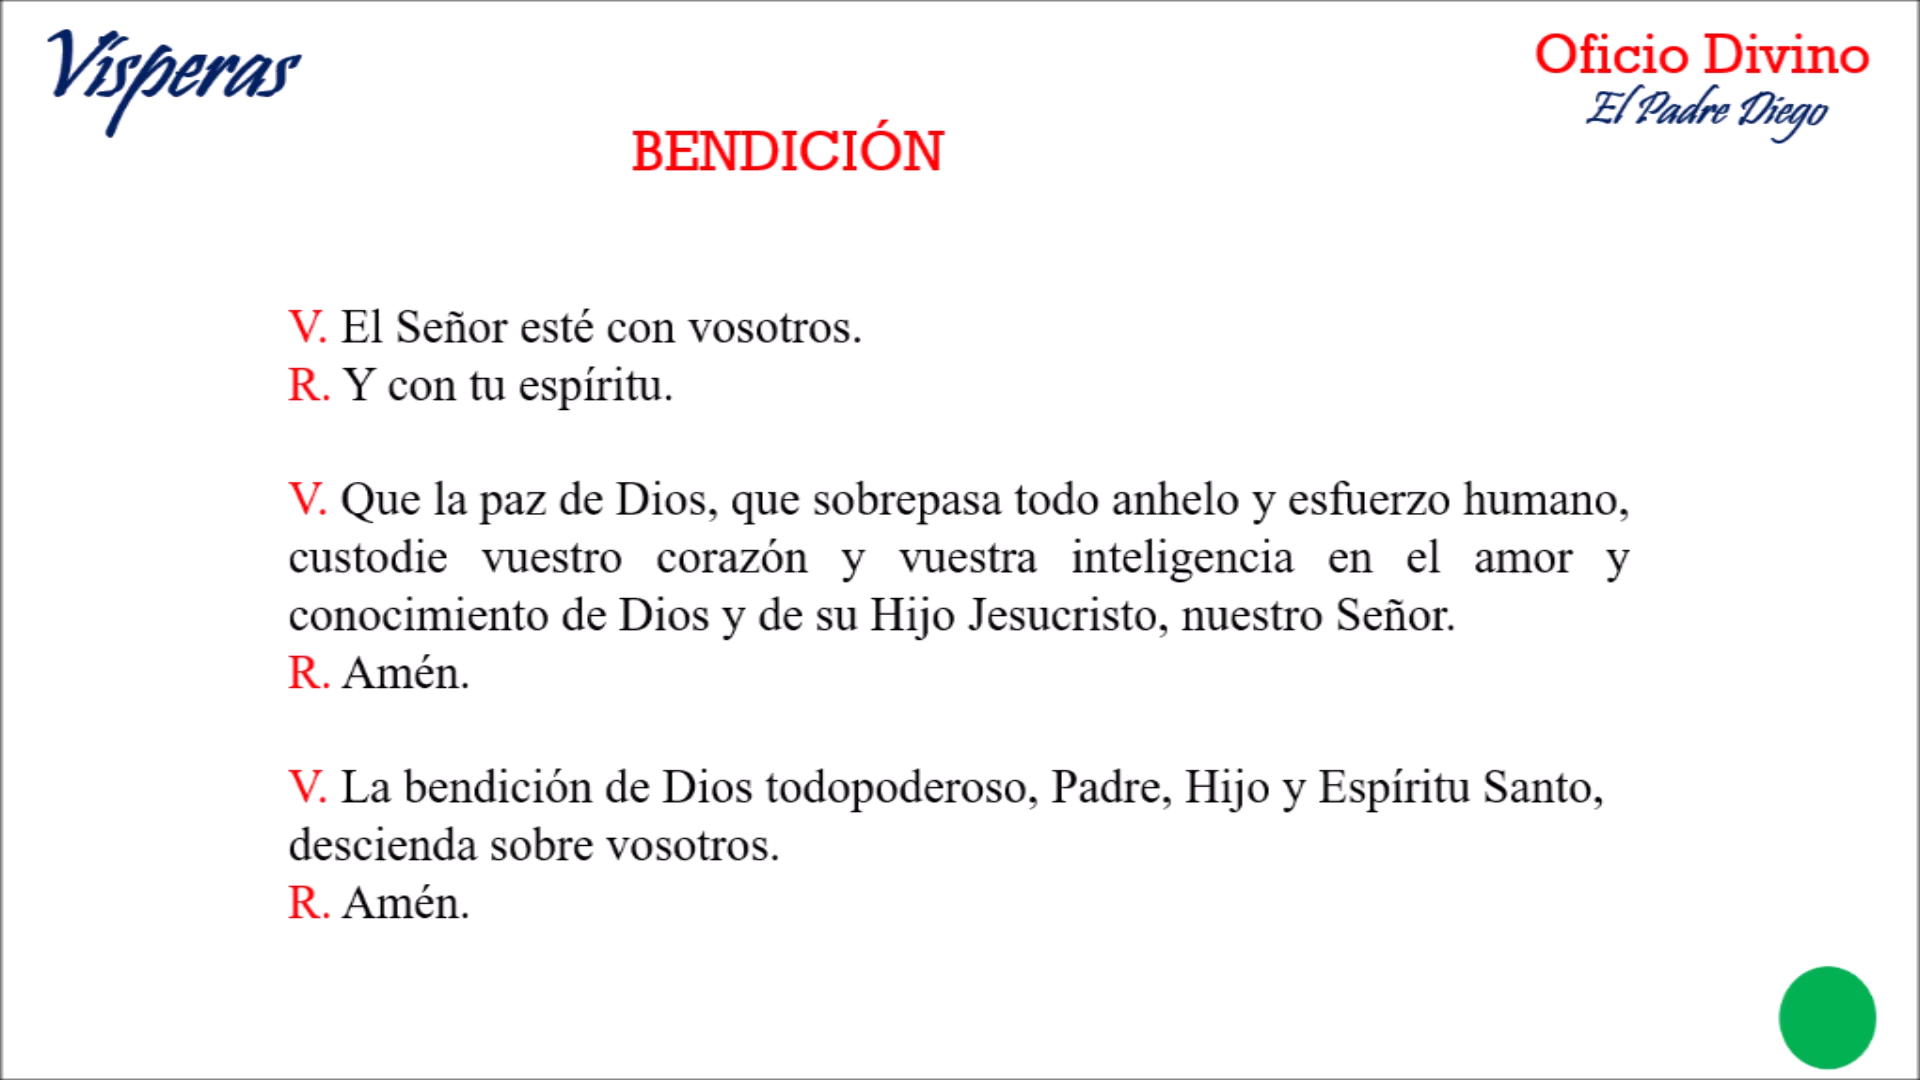 Vísperas
Oficio Divino
El Padre Diego
BENDICIÓN
V. El Señor esté con vosotros.
R. Y con tu espíritu.
V. Que la paz de Dios, que sobrepasa todo anhelo y esfuerzo humano,
custodie vuestro corazón y vuestra inteligencia en el amor y
conocimiento de Dios y de su Hijo Jesucristo, nuestro Señor.
R. Amén.
V. La bendición de Dios todopoderoso, Padre, Hijo y Espíritu Santo,
descienda sobre vosotros.
R. Amén.